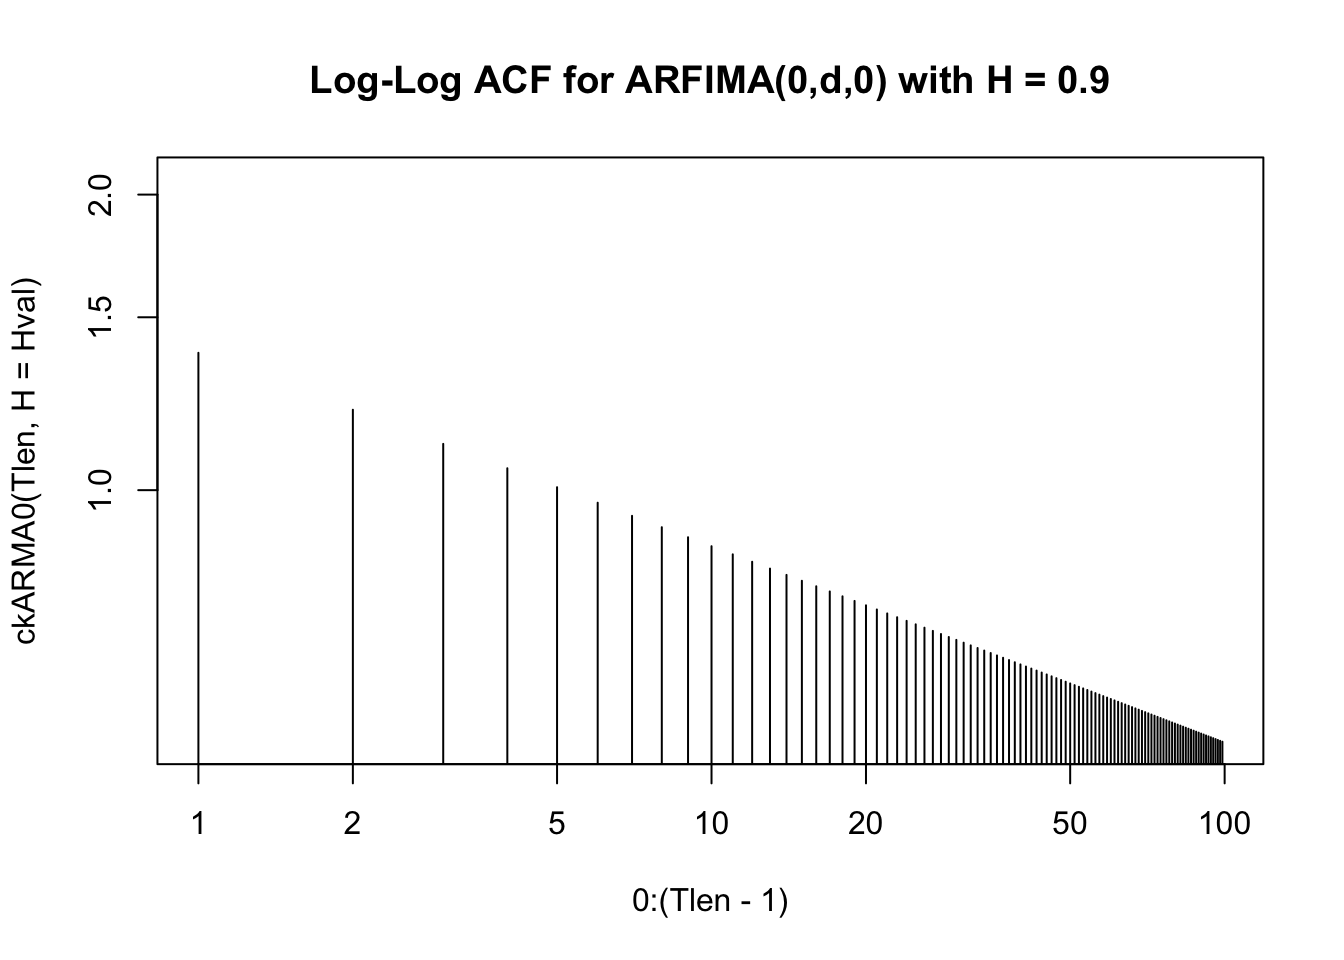 Log-Log ACF for ARFIMA(0,d,0) with H = 0.9
ckARMA0(Tlen, H = Hval)
2.0
1.5
1.0
1 2 5 10 20 50 100
0:(Tlen - 1)